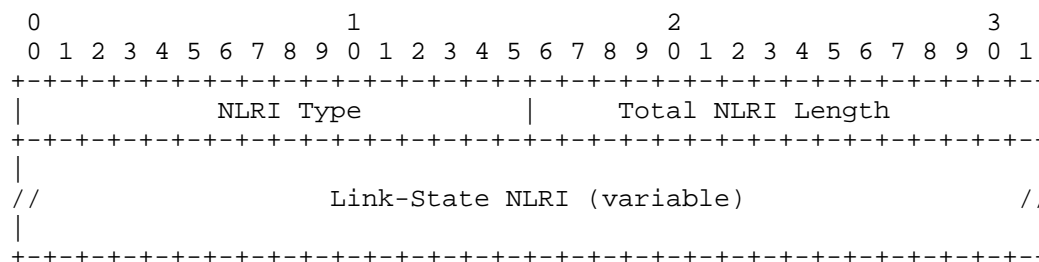 0                   1                   2                   3
 0 1 2 3 4 5 6 7 8 9 0 1 2 3 4 5 6 7 8 9 0 1 2 3 4 5 6 7 8 9 0 1
+-+-+-+-+-+-+-+-+-+-+-+-+-+-+-+-+-+-+-+-+-+-+-+-+-+-+-+-+-+-+-+-
|            NLRI Type          |     Total NLRI Length
+-+-+-+-+-+-+-+-+-+-+-+-+-+-+-+-+-+-+-+-+-+-+-+-+-+-+-+-+-+-+-+-
|
//                  Link-State NLRI (variable)                 //
|
+-+-+-+-+-+-+-+-+-+-+-+-+-+-+-+-+-+-+-+-+-+-+-+-+-+-+-+-+-+-+-+-